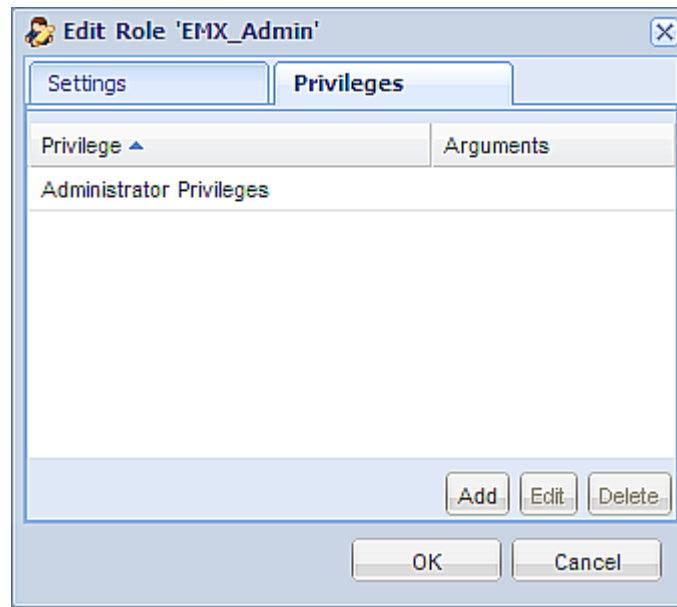 Edit Role 'EMX_Admin'
Settings Privileges
Privilege Arguments
Administrator Privileges
Add Edit Delete
OK Cancel